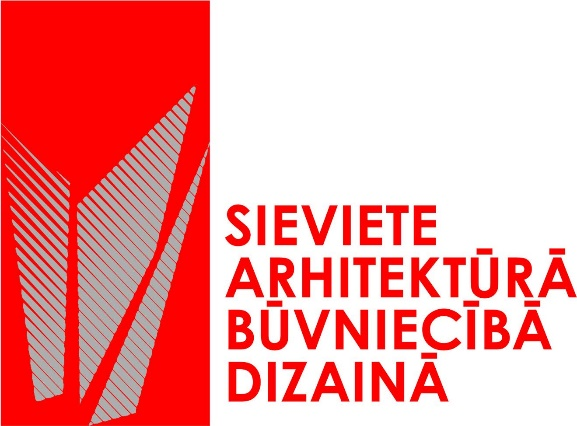 SIEVIETE
ARHITEKTŪRĀ
BŪVNIECĪBĀ
DIZAINĀ